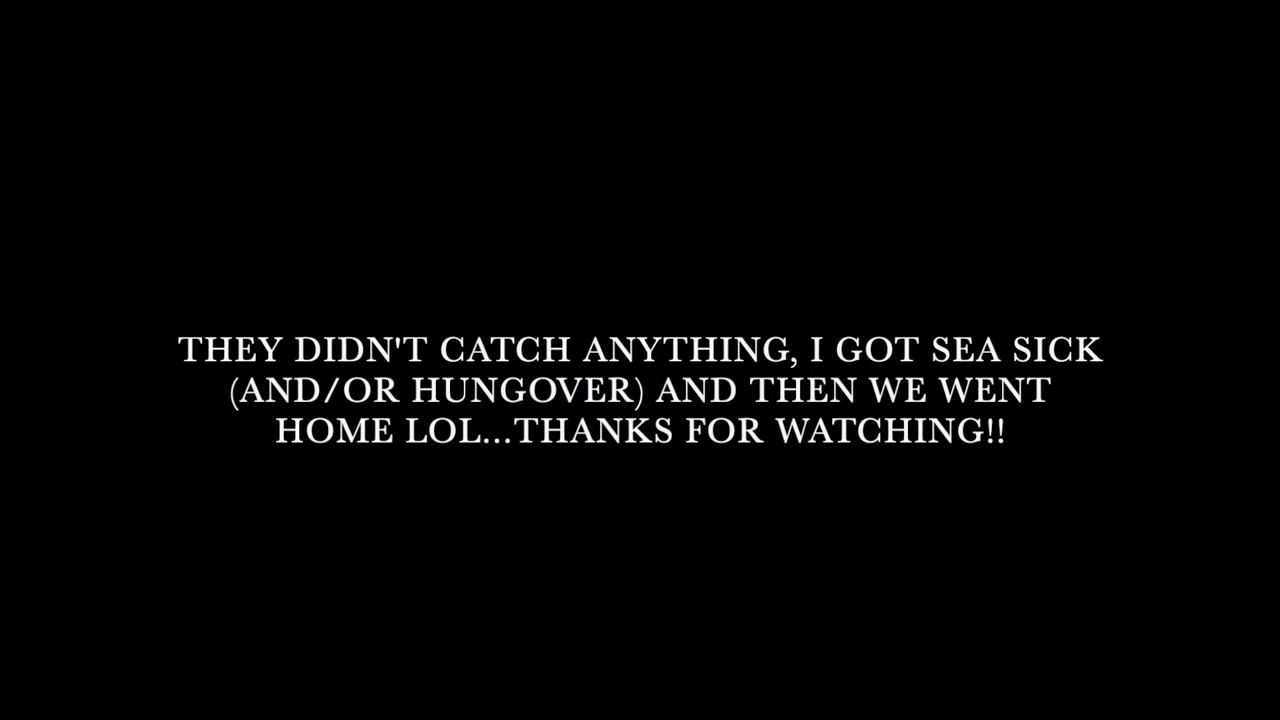 THEY DIDN'T CATCH ANYTHING, I GOT SEA SICK
(AND/OR HUNGOVER) AND THEN WE WENT
HOME LOL...THANKS FOR WATCHING!!